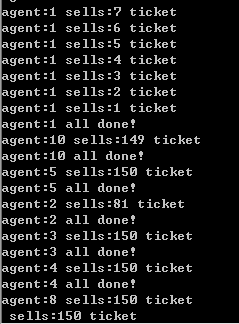 agent:1 sells:7 ticket
agent:1 sells:6 ticket
agent:1 sells:5 ticket
agent:1 sells:4 ticket
agent:1 sells:3 ticket
agent:1 sells:2 ticket
agent:1 sells:1 ticket
agent:1 all done!
agent:10 sells:149 ticket
agent:10 all done!
agent:5 sells:150 ticket
agent:5 all done!
agent:2 sells:81 ticket
agent:2 all done!
agent:3 sells:150 ticket
agent:3 all done!
agent:4 sells:150 ticket
agent:4 all done!
agent:8 sells:150 ticket
 sells:150 ticket